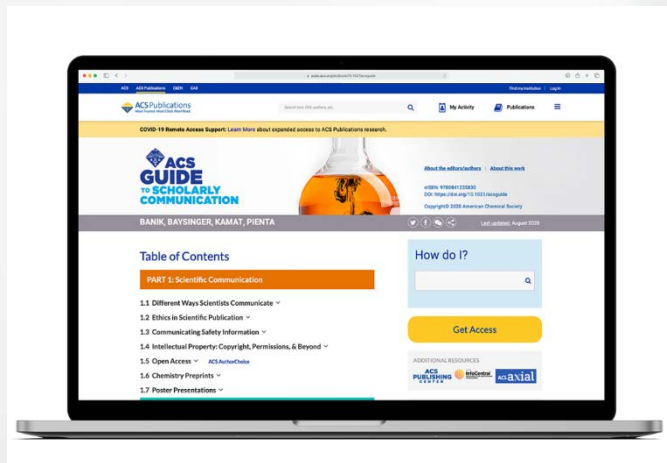 ACS ACS Publications C&EN CAS
Find my institution Log In
ACS Publications
Most Trusted. Most Cited. Most Read.
My Activity Publications
COVID-19 Remote Access Support: Learn More about expanded access to ACS Publications research.
ACS
GUIDE
TO SCHOLARLY
COMMUNICATION
About the editors/authors About this work
eISBN: 9780841235830
DOI: https://doi.org/10.1021/acsguide
Copyright© 2020 American Chemical Society
BANIK, BAYSINGER, KAMAT, PIENTA
Last updated: August 2020
Table of Contents
PART 1: Scientific Communication
1.1 Different Ways Scientists Communicate
1.2 Ethics in Scientific Publication
1.3 Communicating Safety Information
1.4 Intellectual Property: Copyright, Permissions, & Beyond
1.5 Open Access ACS AuthorChoice
1.6 Chemistry Preprints
1.7 Poster Presentations
How do I?
Get Access
ADDITIONAL RESOURCES
ACS
PUBLISHING
CENTER
InfoCentral
ACS axial